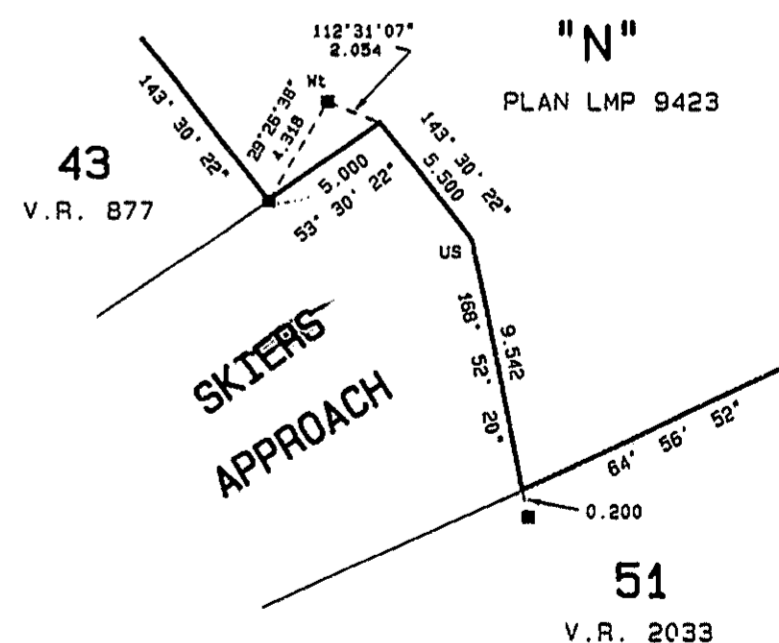 112°31'07"
2.054
"N"
PLAN LMP 9423
Wt
29°26'38"
4.318
143° 30' 22"
143° 30' 22"
5.500
43
V.R. 877
5.000
53° 30' 22"
US
168° 52' 20"
9.542
SKIERS
APPROACH
64° 56' 52"
0.200
51
V.R. 2033